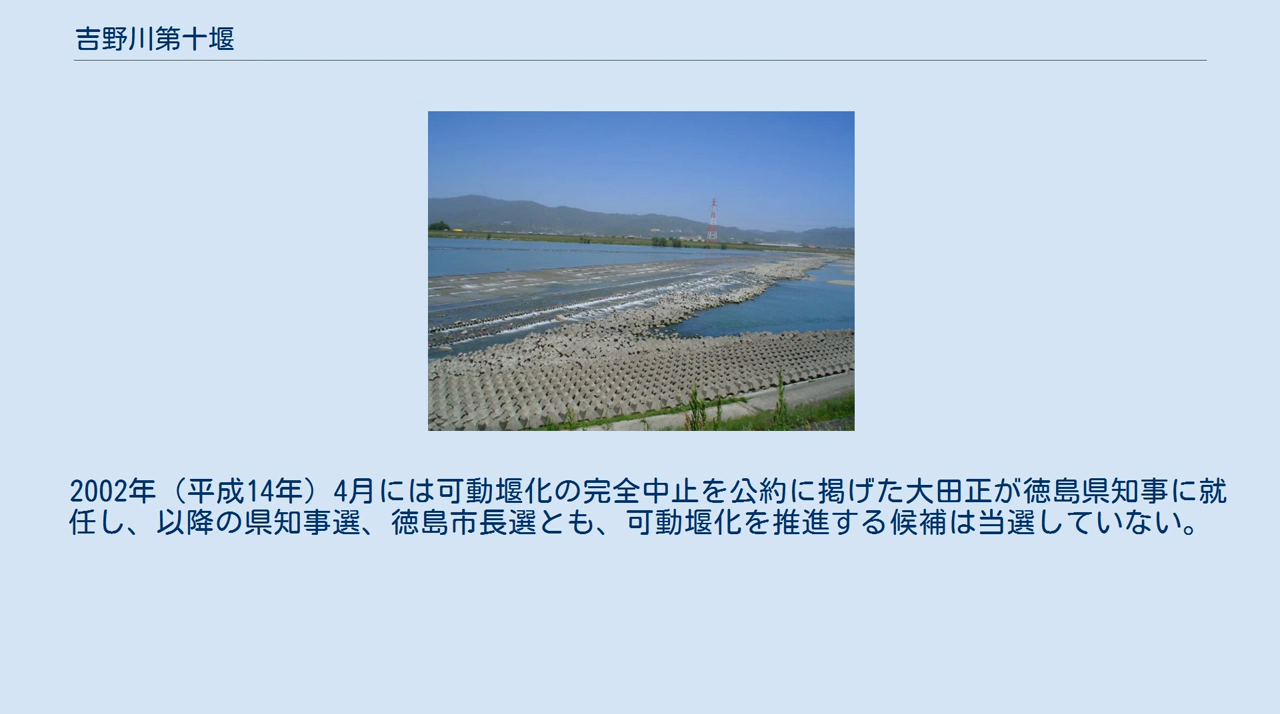 吉野川第十堰
2002年（平成14年）4月には可動堰化の完全中止を公約に掲げた大田正が徳島県知事に就
任し、以降の県知事選、徳島市長選とも、可動堰化を推進する候補は当選していない。